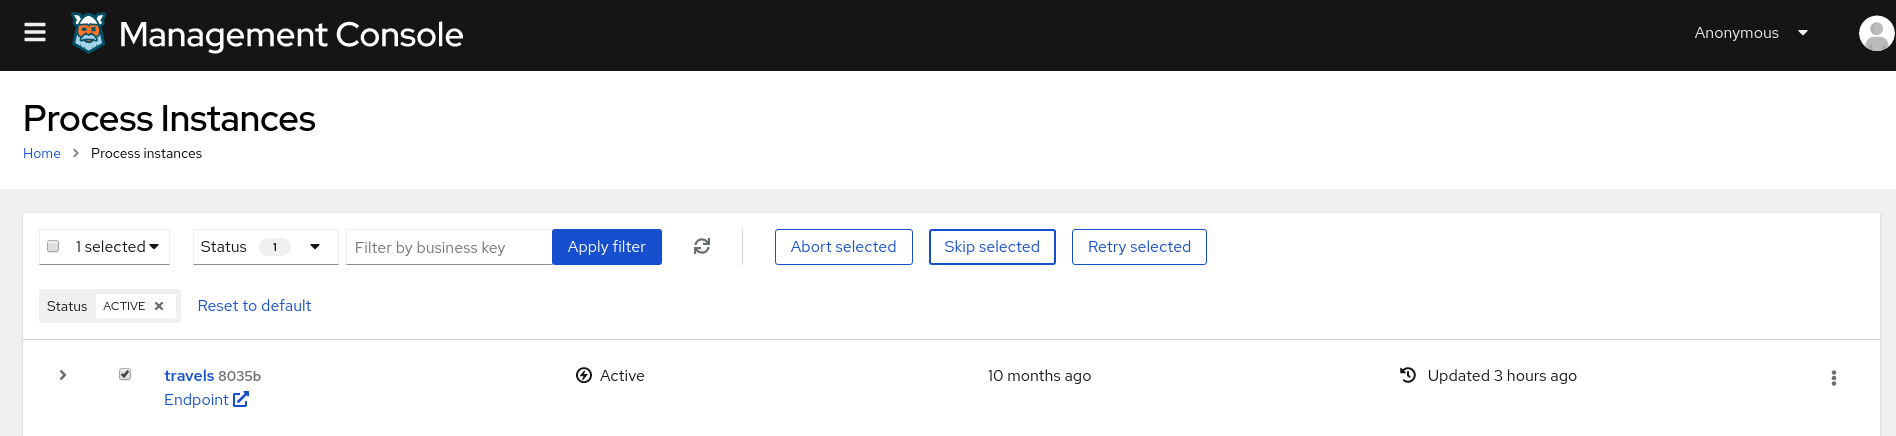 Management Console
Anonymous
Process Instances
Home Process instances
1 selected Status 1 Filter by business key Apply filter Abort selected Skip selected Retry selected
Status ACTIVE Reset to default
travels 8035b Active 10 months ago Updated 3 hours ago
Endpoint